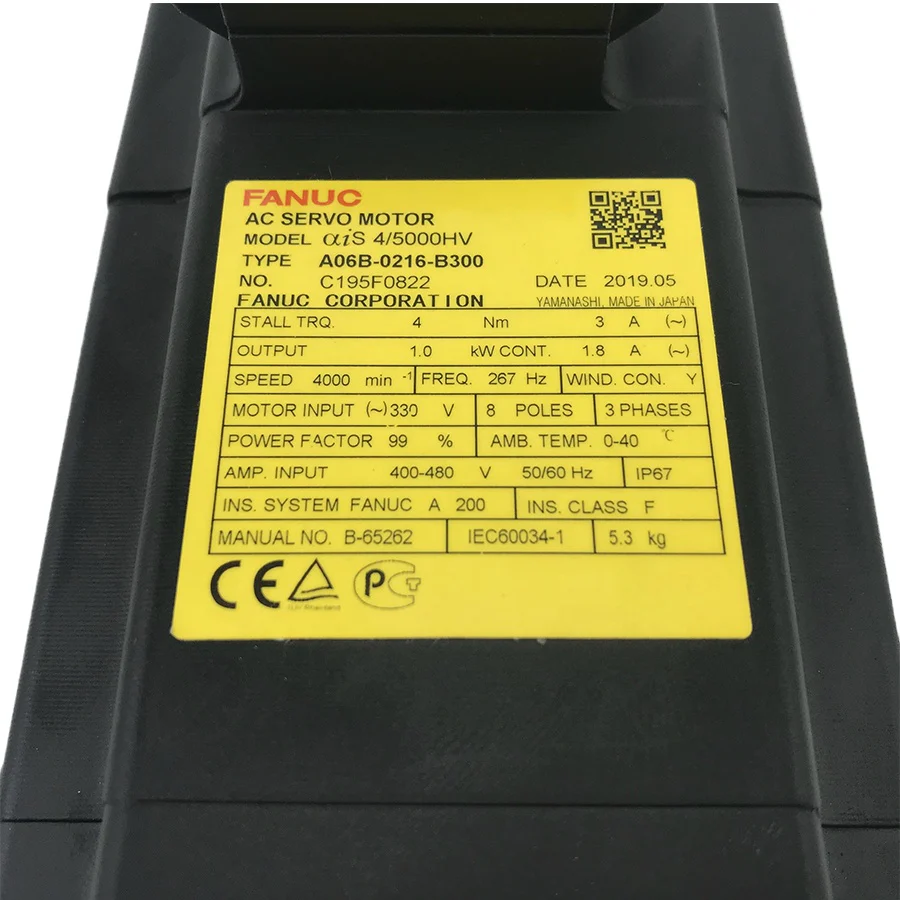 FANUC
AC SERVO MOTOR
MODEL αiS 4/5000HV
TYPE A06B-0216-B300
NO. C195F0822 DATE 2019.05
FANUC CORPORATION YAMANASHI, MADE IN JAPAN
STALL TRQ. 4 Nm 3 A (~)
OUTPUT 1.0 kW CONT. 1.8 A (~)
SPEED 4000 min -1 FREQ. 267 Hz WIND. CON. Y
MOTOR INPUT (~) 330 V 8 POLES 3 PHASES
POWER FACTOR 99 % AMB. TEMP. 0-40 ℃
AMP. INPUT 400-480 V 50/60 Hz IP67
INS. SYSTEM FANUC A 200 INS. CLASS F
MANUAL NO. B-65262 IEC60034-1 5.3 kg
CE PCT
TÜV Rheinland